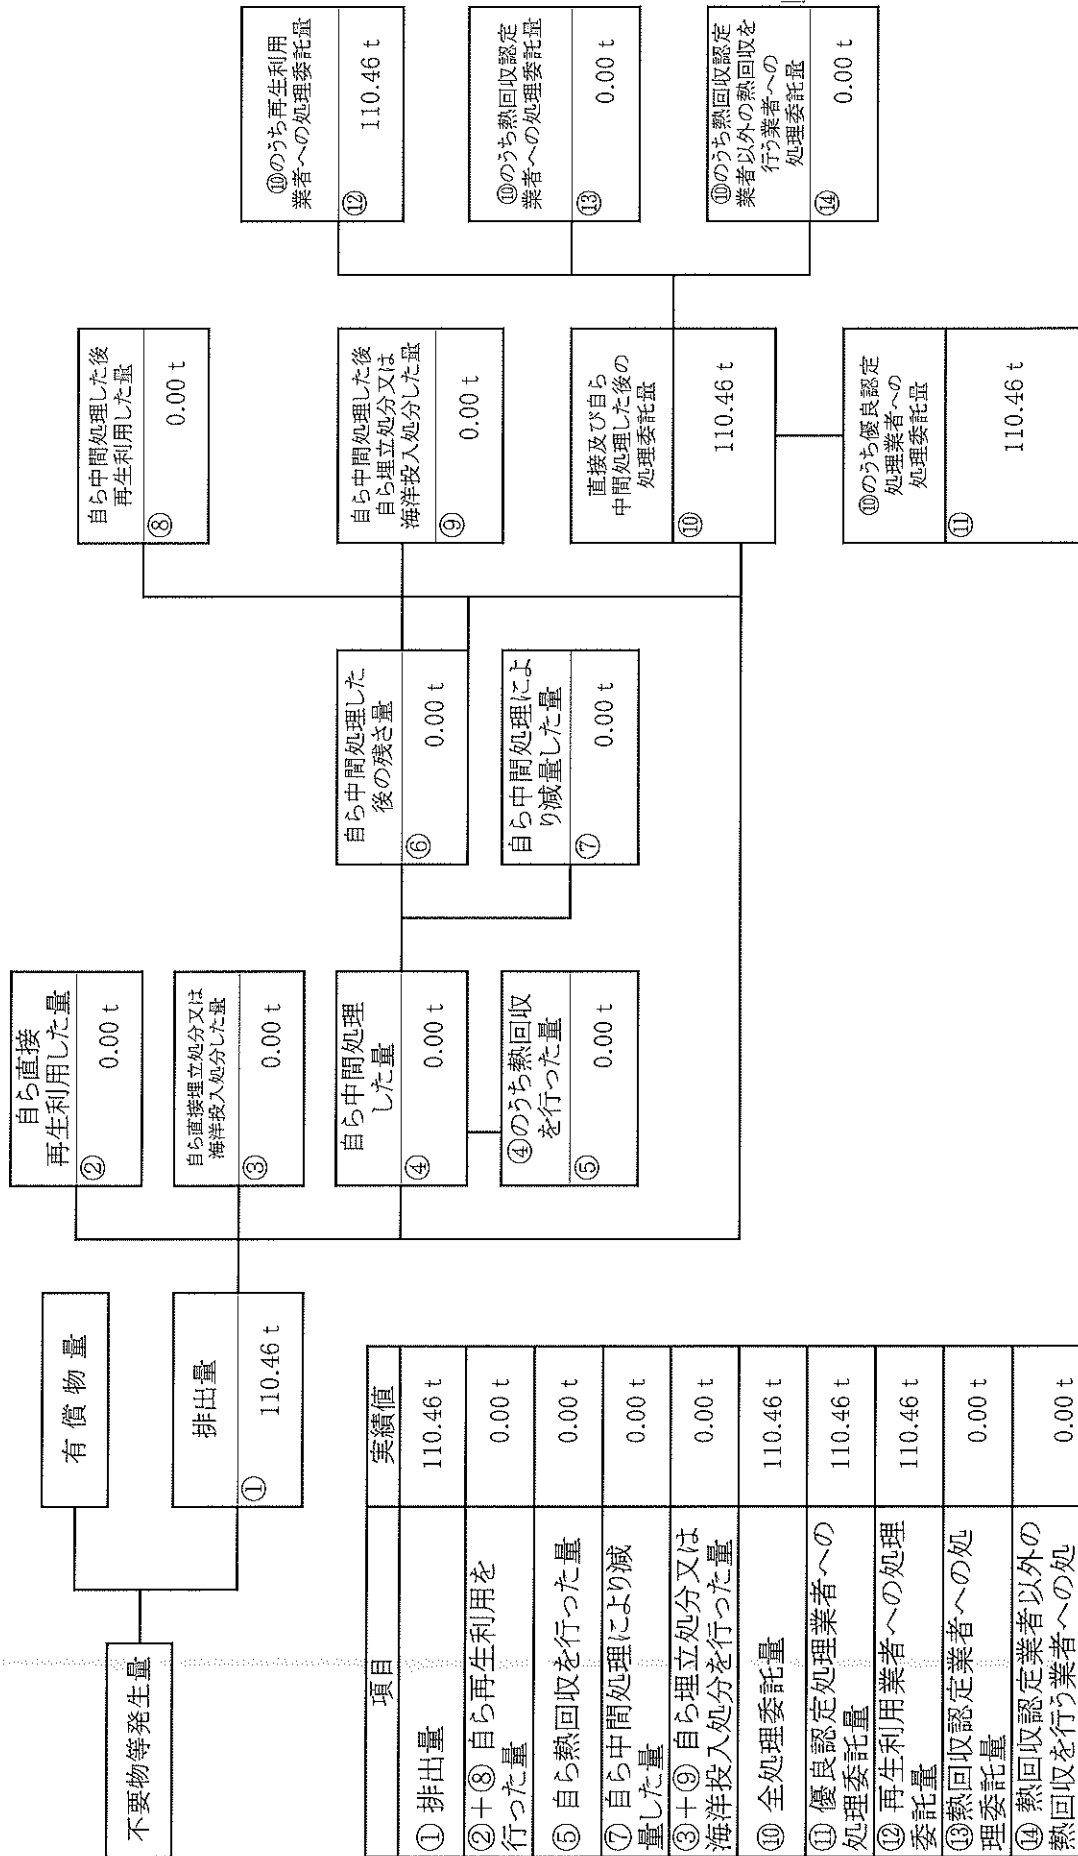 不要物等発生量
有 償 物 量
排出量
①
110.46 t
自ら直接
再生利用した量
②
0.00 t
自ら直接埋立処分又は
海洋投入処分した量
③
0.00 t
自ら中間処理
した量
④
0.00 t
④のうち熱回収
を行った量
⑤
0.00 t
自ら中間処理した
後の残さ量
⑥
0.00 t
自ら中間処理によ
り減量した量
⑦
0.00 t
自ら中間処理した後
再生利用した量
⑧
0.00 t
自ら中間処理した後
自ら埋立処分又は
海洋投入処分した量
⑨
0.00 t
直接及び自ら
中間処理した後の
処理委託量
⑩
110.46 t
⑩のうち優良認定
処理業者への
処理委託量
⑪
110.46 t
⑩のうち再生利用
業者への処理委託量
⑫
110.46 t
⑩のうち熱回収認定
業者への処理委託量
⑬
0.00 t
⑩のうち熱回収認定
業者以外の熱回収を
行う業者への
処理委託量
⑭
0.00 t
項目 実績値
① 排出量 110.46 t
②+⑧ 自ら再生利用を
行った量 0.00 t
⑤ 自ら熱回収を行った量 0.00 t
⑦ 自ら中間処理により減
量した量 0.00 t
③+⑨ 自ら埋立処分又は
海洋投入処分を行った量 0.00 t
⑩ 全処理委託量 110.46 t
⑪ 優良認定処理業者への
処理委託量 110.46 t
⑫ 再生利用業者への処理
委託量 110.46 t
⑬熱回収認定業者への処
理委託量 0.00 t
⑭ 熱回収認定業者以外の
熱回収を行う業者への処 0.00 t